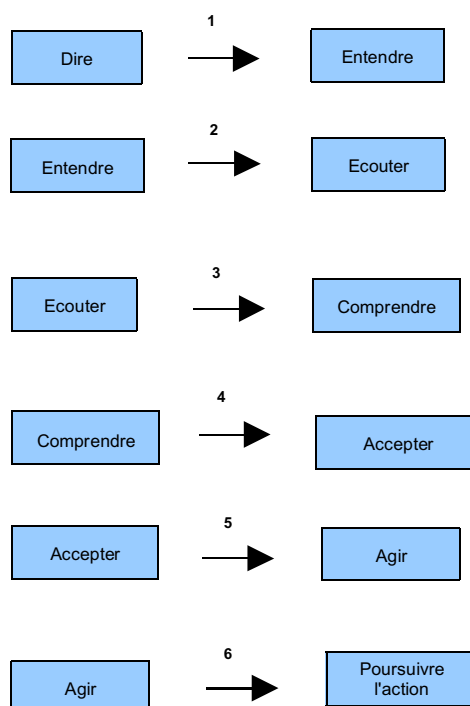 1
Dire
Entendre
2
Entendre
Ecouter
3
Ecouter
Comprendre
4
Comprendre
Accepter
5
Accepter
Agir
6
Agir
Poursuivre
l'action